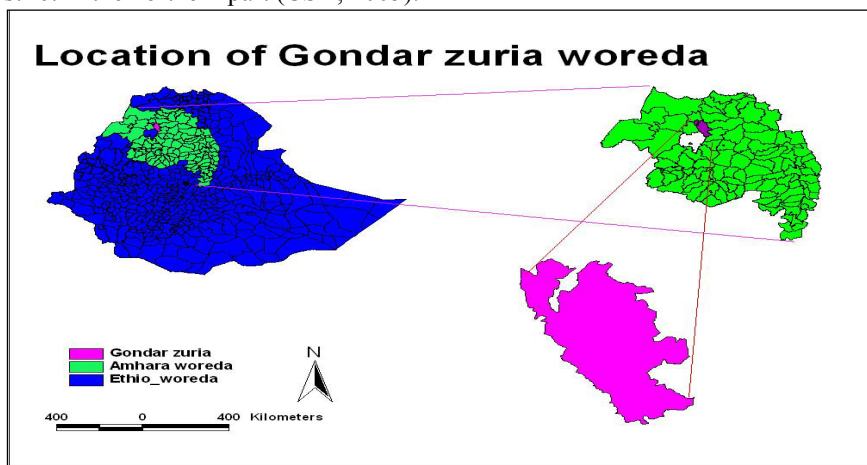 Location of Gondar zuria woreda
Gondar zuria
Amhara woreda
Ethio_woreda
N
400 0 400 Kilometers